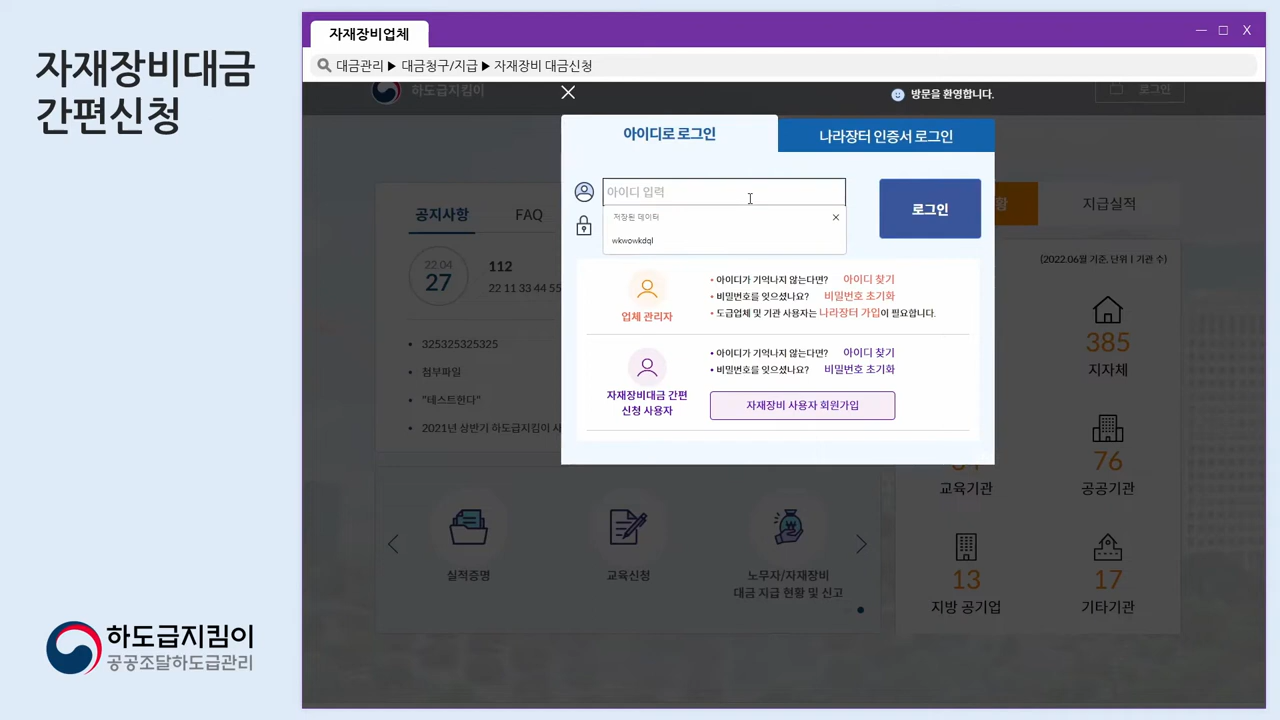 자재장비대금
간편신청
자재장비업체
대금관리 ▶ 대금청구/지급 ▶ 자재장비 대금신청
하도급지킴이
방문을 환영합니다.
로그인
아이디로 로그인
나라장터 인증서 로그인
아이디 입력
저장된 데이터
wkwowkdql
로그인
공지사항
FAQ
황
지급실적
22.04
27
112
22 11 33 44 55
(2022.06월 기준, 단위 | 기관 수)
• 아이디가 기억나지 않는다면? 아이디 찾기
• 비밀번호를 잊으셨나요? 비밀번호 초기화
• 도급업체 및 기관 사용자는 나라장터 가입이 필요합니다.
업체 관리자
• 325325325325
• 첨부파일
• "테스트한다"
• 2021년 상반기 하도급지킴이 사
• 아이디가 기억나지 않는다면? 아이디 찾기
• 비밀번호를 잊으셨나요? 비밀번호 초기화
자재장비대금 간편
신청 사용자
자재장비 사용자 회원가입
385
지자체
교육기관
76
공공기관
13
지방 공기업
17
기타기관
실적증명
교육신청
노무자/자재장비
대금 지급 현황 및 신고
하도급지킴이
공공조달하도급관리